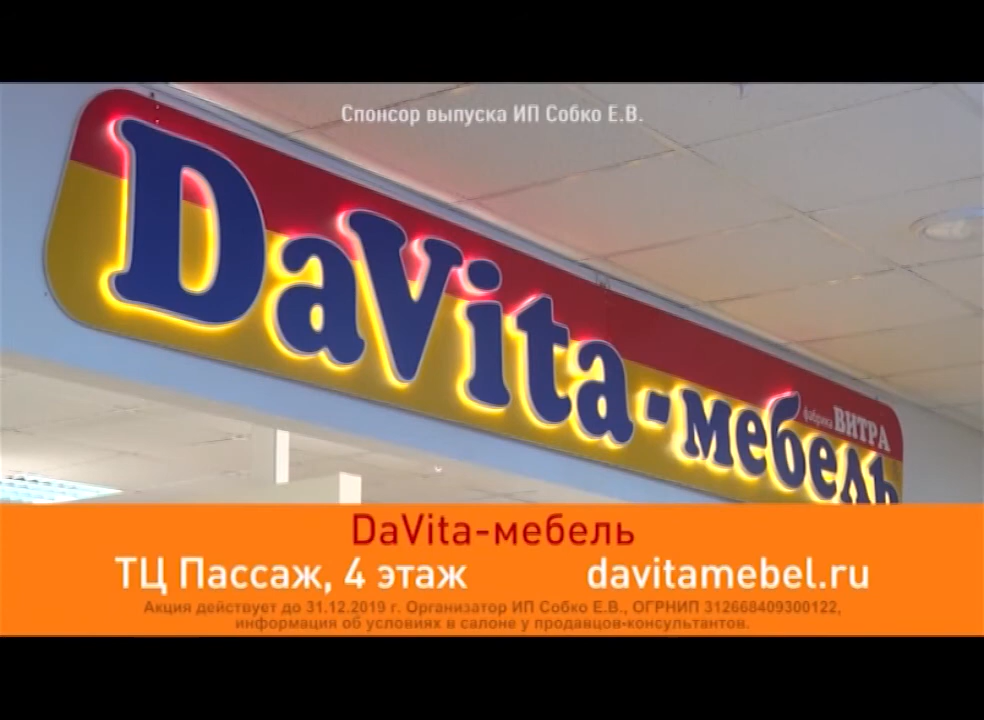 Спонсор выпуска ИП Собко Е.В.
DaVita-мебель
фабрика ВИТРА
DaVita-мебель
ТЦ Пассаж, 4 этаж
davitamebel.ru
Акция действует до 31.12.2019 г. Организатор ИП Собко Е.В., ОГРНИП 312668409300122,
информация об условиях в салоне у продавцов-консультантов.